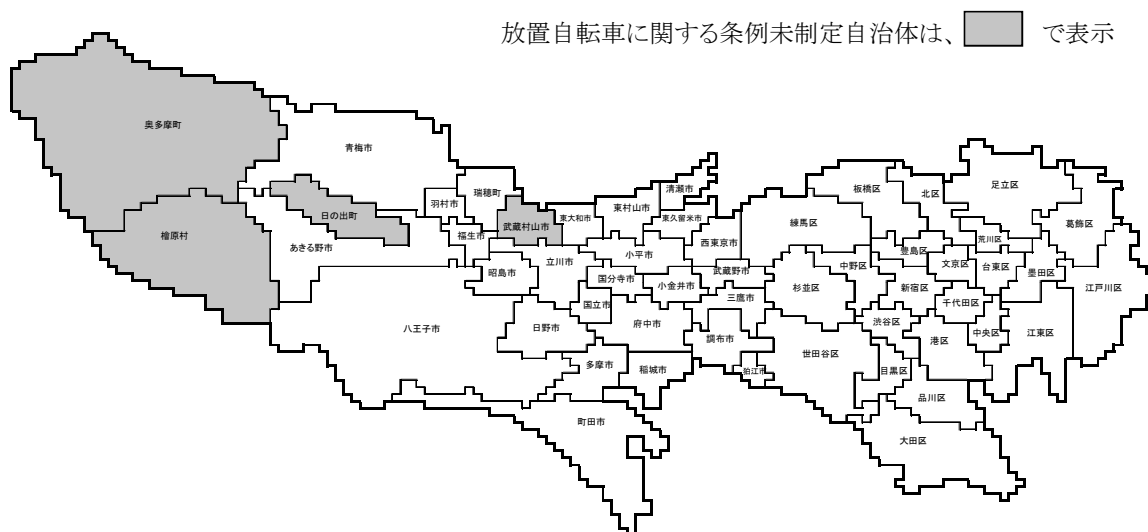 放置自転車に関する条例未制定自治体は、 で表示
奥多摩町
青梅市
瑞穂町
羽村市
日の出町
檜原村
あきる野市
福生市
武蔵村山市
東大和市
東村山市
清瀬市
東久留米市
西東京市
小平市
立川市
昭島市
国分寺市
小金井市
武蔵野市
三鷹市
国立市
府中市
調布市
八王子市
日野市
多摩市
稲城市
狛江市
町田市
練馬区
板橋区
北区
足立区
葛飾区
荒川区
豊島区
文京区
台東区
墨田区
江戸川区
中野区
杉並区
新宿区
千代田区
渋谷区
港区
中央区
江東区
世田谷区
目黒区
品川区
大田区